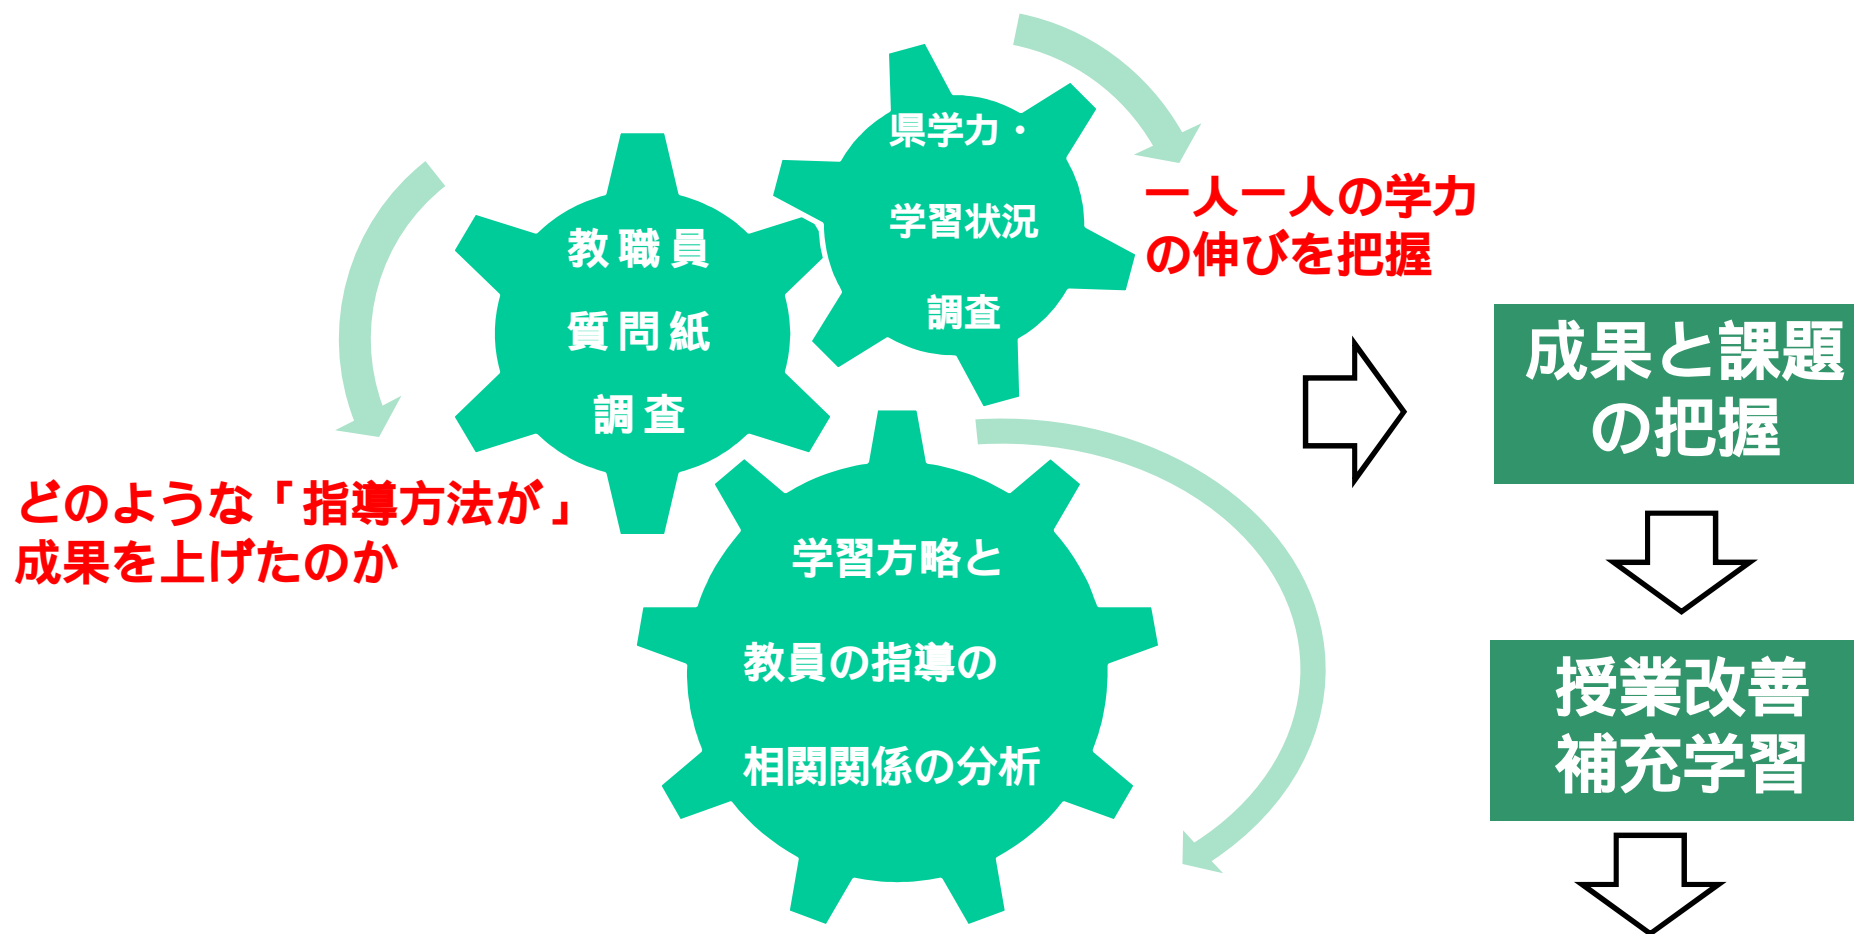 県学力・
学習状況
調査
一人一人の学力
の伸びを把握
教職員
質問紙
調査
どのような「指導方法が」
成果を上げたのか
学習方略と
教員の指導の
相関関係の分析
成果と課題
の把握
授業改善
補充学習